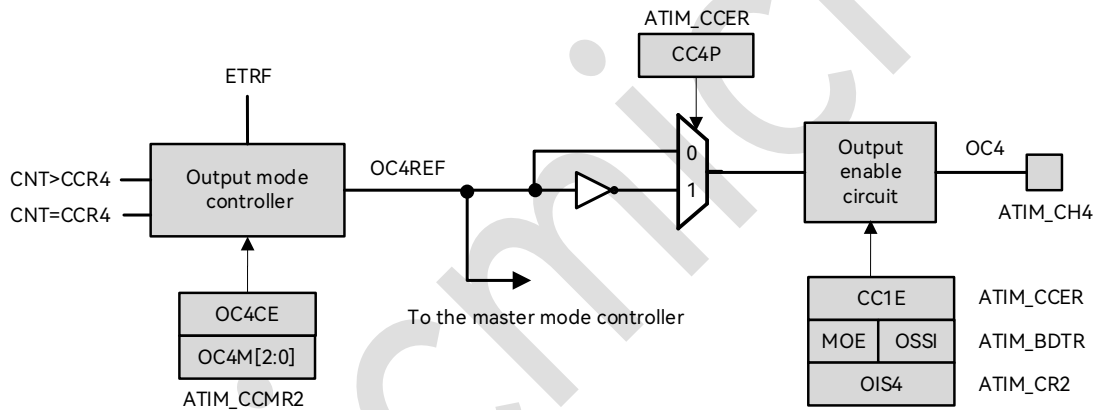 ATIM_CCER
CC4P
ETRF
0
Output mode
controller
CNT>CCR4
CNT=CCR4
OC4REF
1
Output
enable
circuit
OC4
ATIM_CH4
OC4CE
OC4M[2:0]
ATIM_CCMR2
To the master mode controller
CC1E
ATIM_CCER
MOE
OSSI
ATIM_BDTR
OIS4
ATIM_CR2